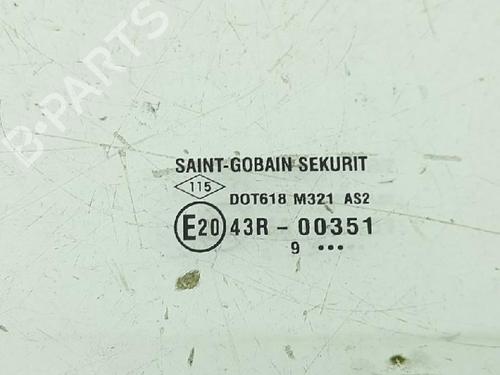 B-PARTS
SAINT-GOBAIN SEKURIT
115 DOT618 M321 AS2
E20 43R - 00351
9 •••